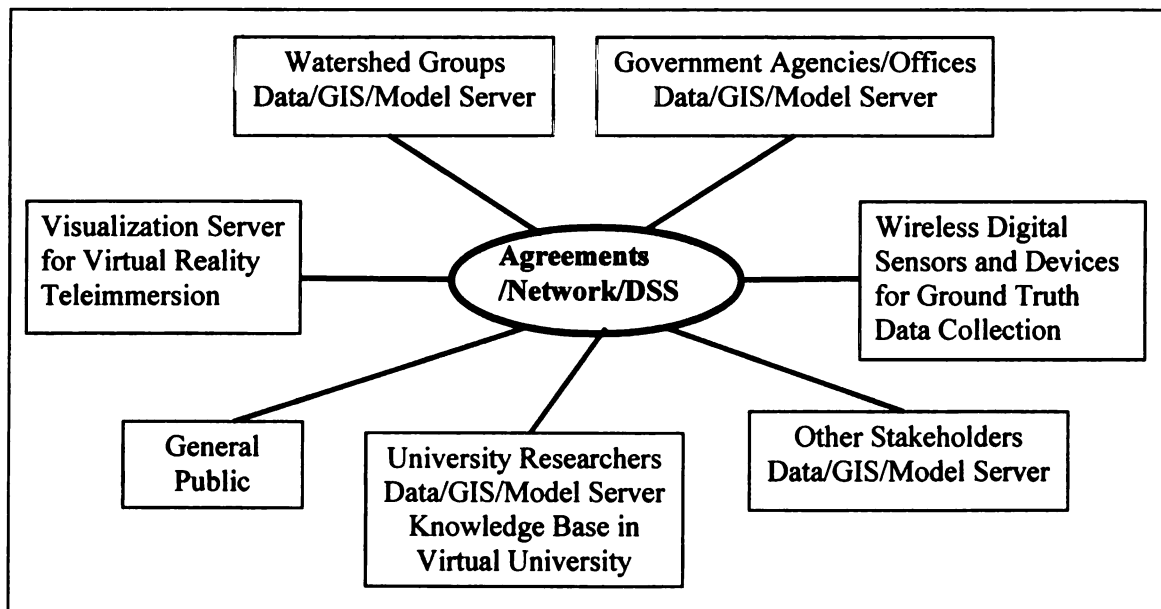 Watershed Groups
Data/GIS/Model Server
Government Agencies/Offices
Data/GIS/Model Server
Visualization Server
for Virtual Reality
Teleimmersion
Agreements
/Network/DSS
Wireless Digital
Sensors and Devices
for Ground Truth
Data Collection
General
Public
University Researchers
Data/GIS/Model Server
Knowledge Base in
Virtual University
Other Stakeholders
Data/GIS/Model Server